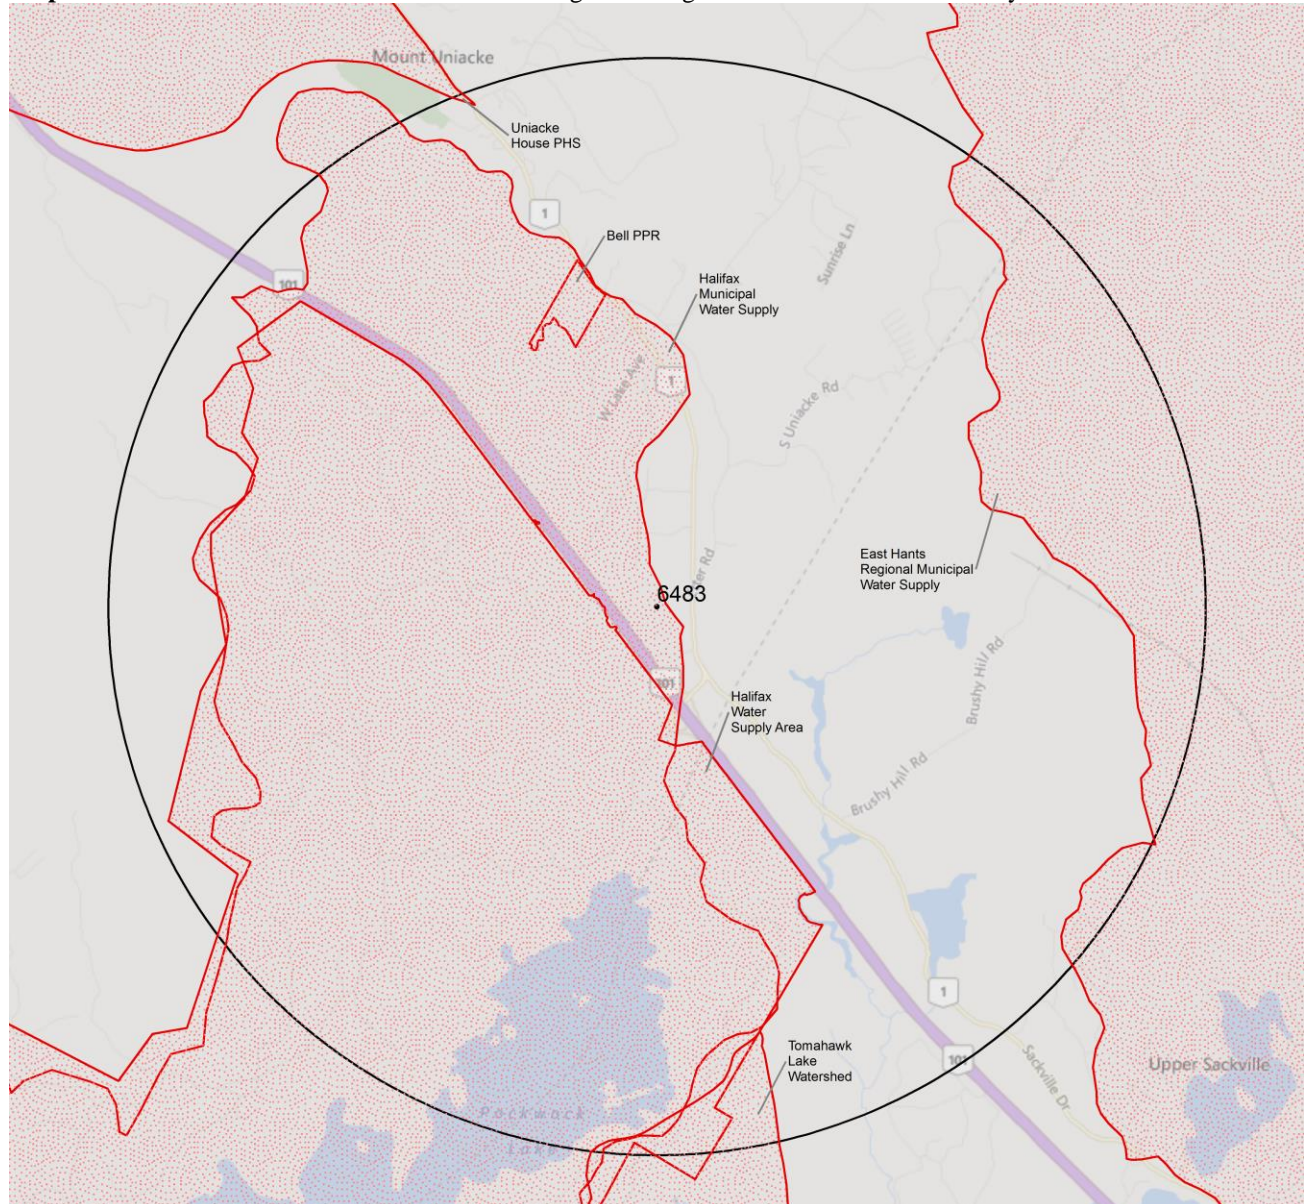 Mount Uniacke
Uniacke
House PHS
1
Bell PPR
Sunrise Ln
101
Halifax
Municipal
Water Supply
W Lake Ave
1
S Uniacke Rd
East Hants
Regional Municipal
Water Supply
6483
101
Brushy Hill Rd
Halifax
Water
Supply Area
Brushy Hill Rd
1
Tomahawk
Lake
Watershed
101
Sackville Dr
Upper Sackville
Pockwock
Lake